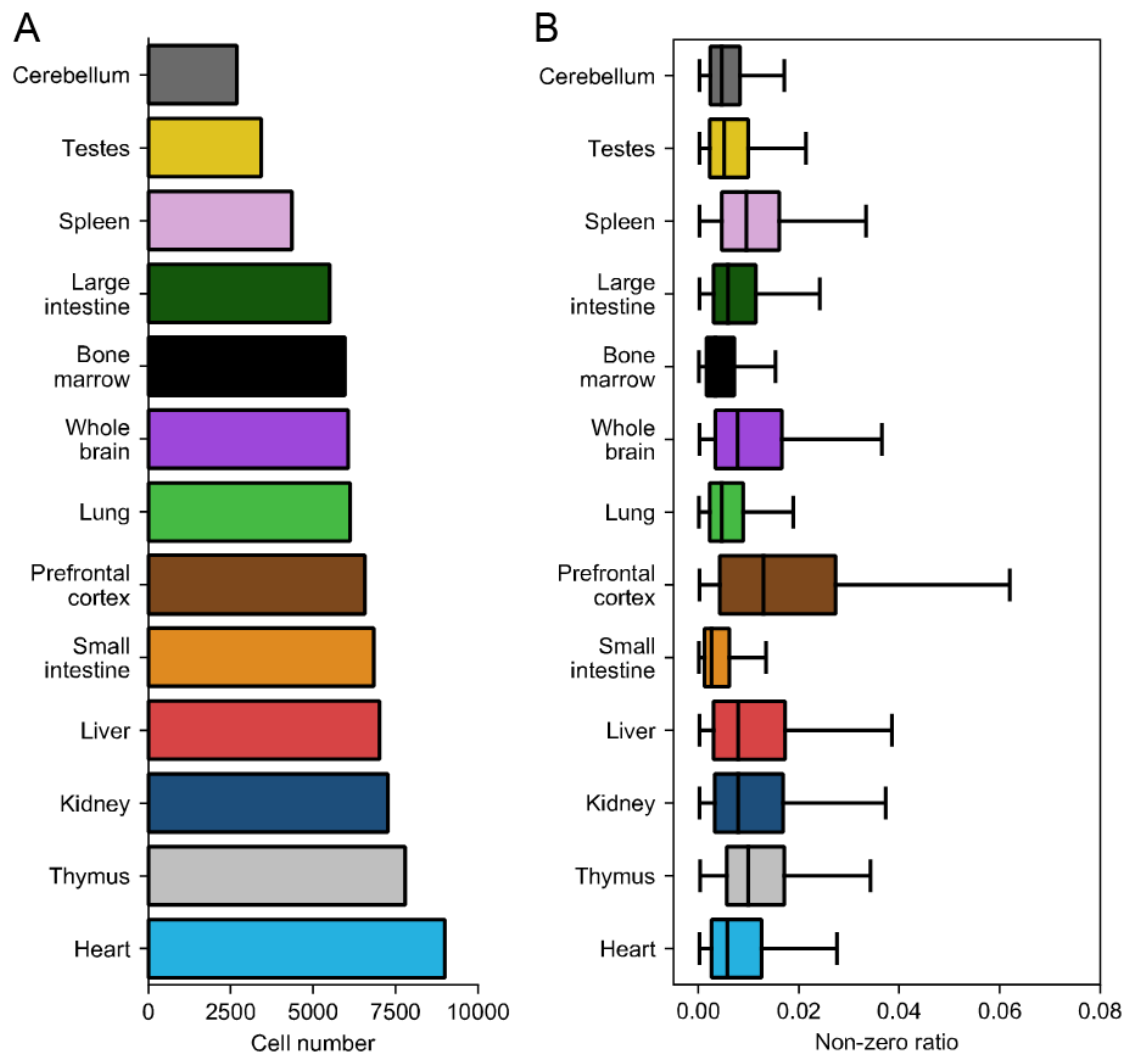 A
Cerebellum
Testes
Spleen
Large
intestine
Bone
marrow
Whole
brain
Lung
Prefrontal
cortex
Small
intestine
Liver
Kidney
Thymus
Heart
0 2500 5000 7500 10000
Cell number
B
Cerebellum
Testes
Spleen
Large
intestine
Bone
marrow
Whole
brain
Lung
Prefrontal
cortex
Small
intestine
Liver
Kidney
Thymus
Heart
0.00 0.02 0.04 0.06 0.08
Non-zero ratio